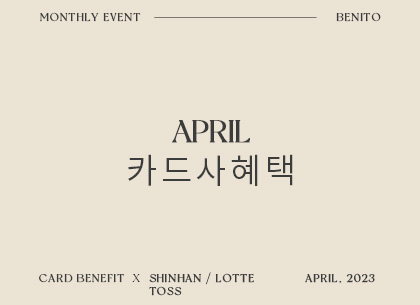 MONTHLY EVENT BENITO
APRIL
카드사혜택
CARD BENEFIT X SHINHAN / LOTTE APRIL. 2023
TOSS